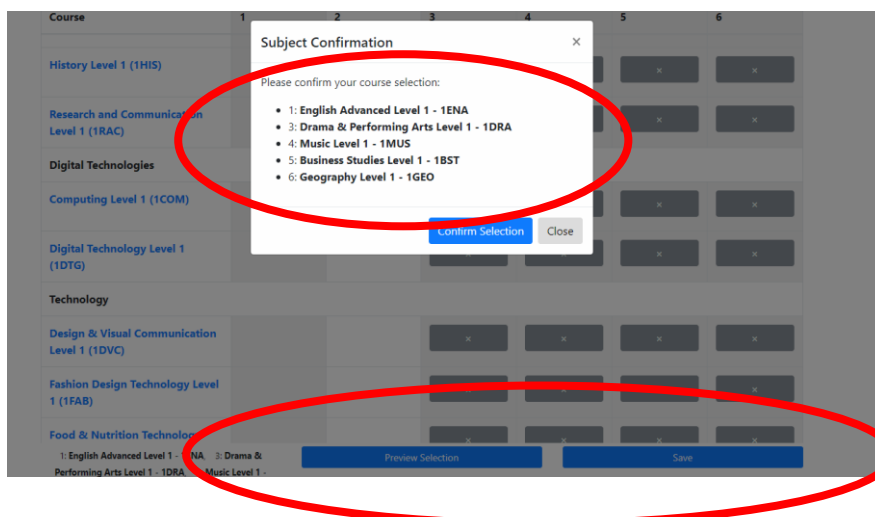 Course 1 2 3 4 5 6
Subject Confirmation ×
History Level 1 (1HIS) × ×
Please confirm your course selection:
1: English Advanced Level 1 - 1ENA
3: Drama & Performing Arts Level 1 - 1DRA
4: Music Level 1 - 1MUS
5: Business Studies Level 1 - 1BST
6: Geography Level 1 - 1GEO
Confirm Selection Close
Research and Communication
Level 1 (1RAC) × ×
Digital Technologies
Computing Level 1 (1COM) × ×
Digital Technology Level 1
(1DTG) × × × ×
Technology
Design & Visual Communication
Level 1 (1DVC) × × × ×
Fashion Design Technology Level
1 (1FAB) × × × ×
Food & Nutrition × × × ×
1: English Advanced Level 1 - 3: Drama &
Performing Arts Level 1 - 1DRA Music Level 1 -
Preview Selection Save